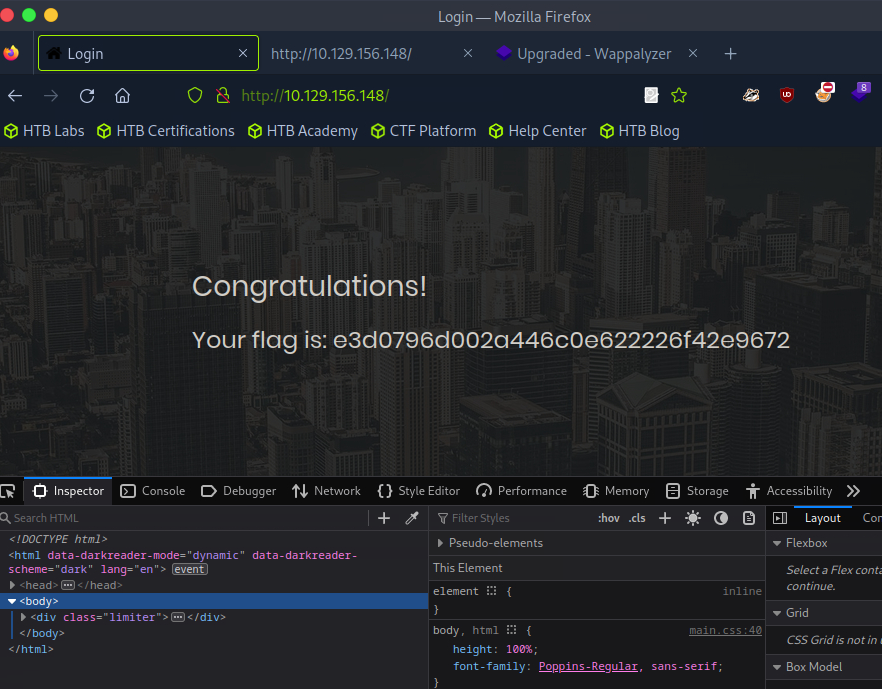 Login — Mozilla Firefox
Login × http://10.129.156.148/ × Upgraded - Wappalyzer × +
http://10.129.156.148/ 8
HTB Labs HTB Certifications HTB Academy CTF Platform Help Center HTB Blog
Congratulations!
Your flag is: e3d0796d002a446c0e622226f42e9672
Inspector Console Debugger Network Style Editor Performance Memory Storage Accessibility
Search HTML + Filter Styles :hov .cls + Layout
<!DOCTYPE html> Pseudo-elements Flexbox
<html data-darkreader-mode="dynamic" data-darkreader- This Element Select a Flex
scheme="dark" lang="en"> event continue.
<head> ⋯ </head> element { inline Grid
<body> }
<div class="limiter"> ⋯ </div> body, html { main.css:40 CSS Grid is not in
</body> height: 100%;
</html> font-family: Poppins-Regular, sans-serif; Box Model
}